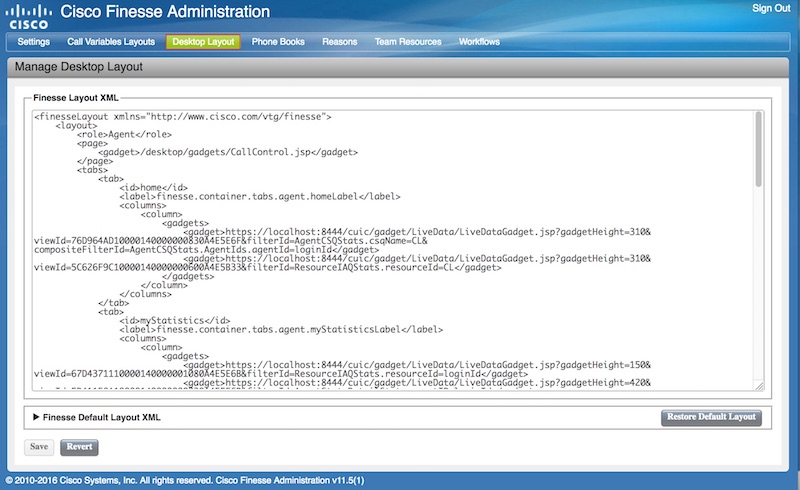 CISCO
Cisco Finesse Administration
Sign Out
Settings Call Variables Layouts Desktop Layout Phone Books Reasons Team Resources Workflows
Manage Desktop Layout
Finesse Layout XML
<finesseLayout xmlns="http://www.cisco.com/vtg/finesse">
<layout>
<role>Agent</role>
<page>
<gadget>/desktop/gadgets/CallControl.jsp</gadget>
</page>
<tabs>
<tab>
<id>home</id>
<label>finesse.container.tabs.agent.homeLabel</label>
<columns>
<column>
<gadgets>
<gadget>https://localhost:8444/cuic/gadget/LiveData/LiveDataGadget.jsp?gadgetHeight=310&
viewId=76D964AD10000140000000830A4E5E6F&filterId=AgentCSQStats.csqName=CL&
compositeFilterId=AgentCSQStats.AgentIds.agentId=loginId</gadget>
<gadget>https://localhost:8444/cuic/gadget/LiveData/LiveDataGadget.jsp?gadgetHeight=310&
viewId=5C626F9C10000140000000600A4E5B33&filterId=ResourceIAQStats.resourceId=CL</gadget>
</gadgets>
</column>
</columns>
</tab>
<tab>
<id>myStatistics</id>
<label>finesse.container.tabs.agent.myStatisticsLabel</label>
<columns>
<column>
<gadgets>
<gadget>https://localhost:8444/cuic/gadget/LiveData/LiveDataGadget.jsp?gadgetHeight=150&
viewId=67D4371110000140000001080A4E5E6B&filterId=ResourceIAQStats.resourceId=loginId</gadget>
<gadget>https://localhost:8444/cuic/gadget/LiveData/LiveDataGadget.jsp?gadgetHeight=420&
Finesse Default Layout XML
Restore Default Layout
Save Revert
© 2010-2016 Cisco Systems, Inc. All rights reserved. Cisco Finesse Administration v11.5(1)